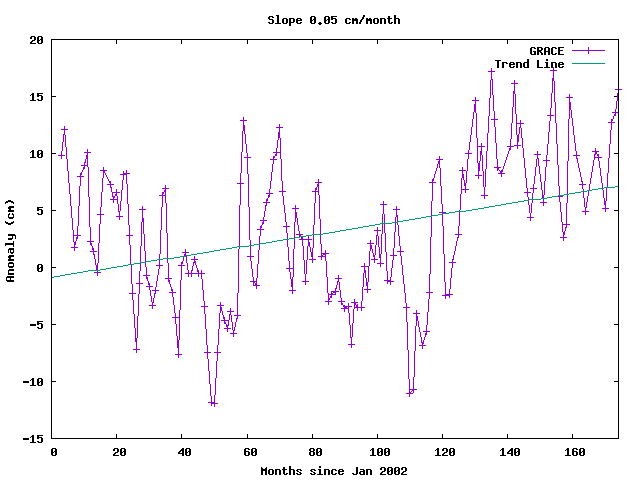 Slope 0.05 cm/month
GRACE
Trend Line
20
15
10
5
0
-5
-10
-15
Anomaly (cm)
0 20 40 60 80 100 120 140 160
Months since Jan 2002